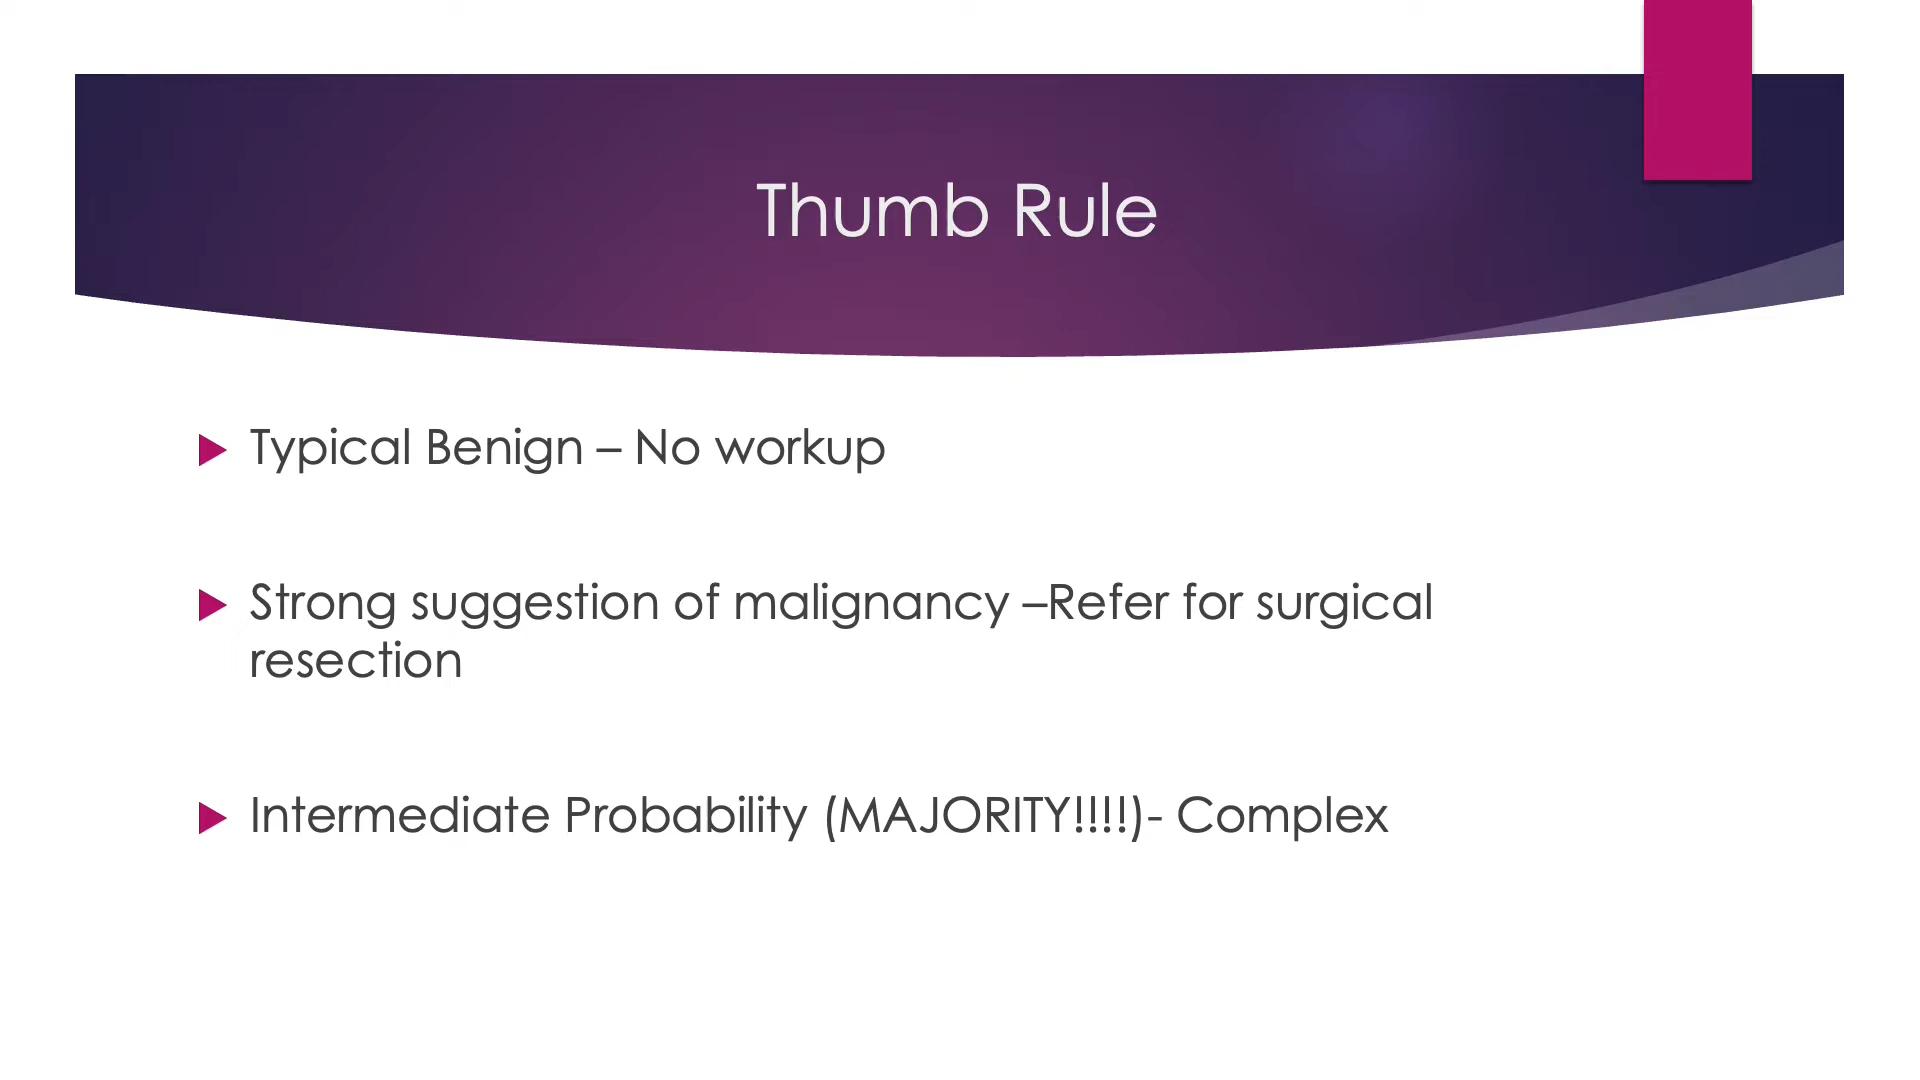 Thumb Rule
Typical Benign – No workup
Strong suggestion of malignancy –Refer for surgical
resection
Intermediate Probability (MAJORITY!!!!)- Complex